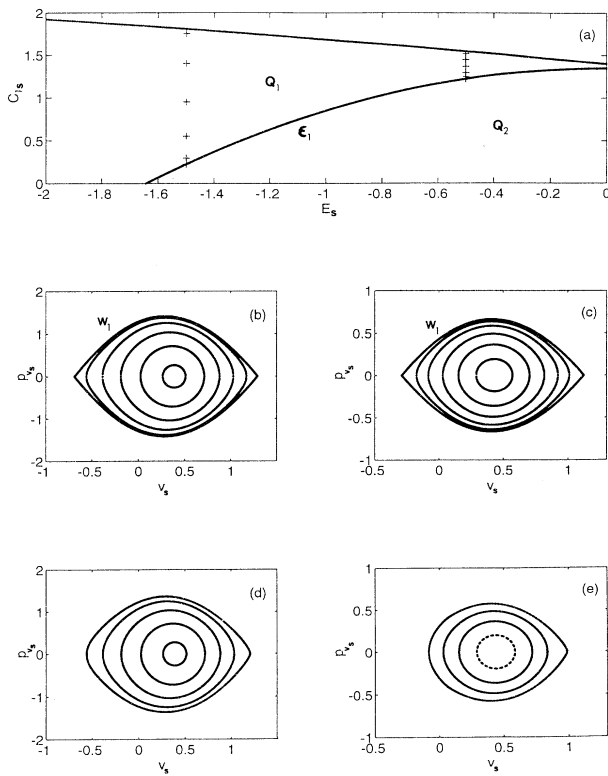 (a)
C₁ₛ
2
1.5
1
0.5
0
Q₁
ε₁
Q₂
-2 -1.8 -1.6 -1.4 -1.2 -1 -0.8 -0.6 -0.4 -0.2 0
Eₛ
(b)
W₁
pᵥₛ
2
1
0
-1
-2
-1 -0.5 0 0.5 1
vₛ
(c)
W₁
pᵥₛ
1
0.5
0
-0.5
-1
-0.5 0 0.5 1
vₛ
(d)
pᵥₛ
2
1
0
-1
-2
-1 -0.5 0 0.5 1
vₛ
(e)
pᵥₛ
1
0.5
0
-0.5
-1
-0.5 0 0.5 1
vₛ